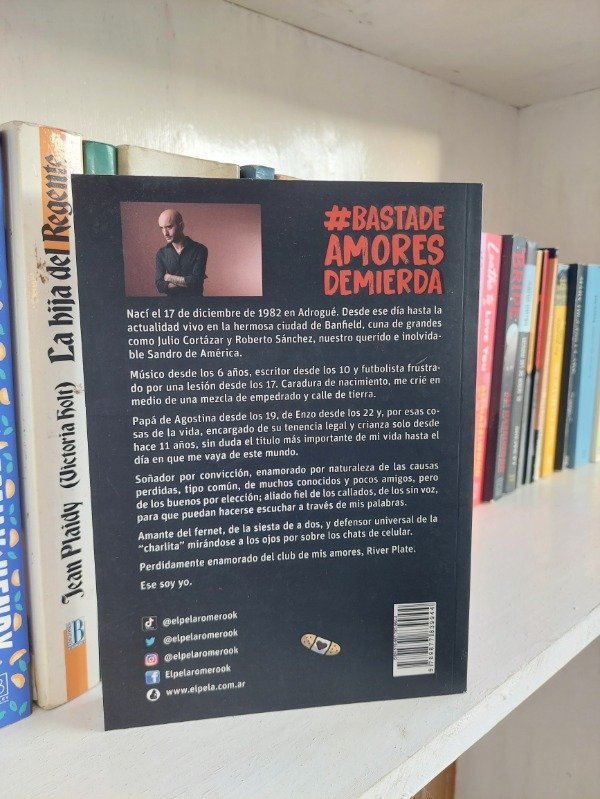 #BASTADE
AMORES
DEMIERDA
Nací el 17 de diciembre de 1982 en Adrogué. Desde ese día hasta la
actualidad vivo en la hermosa ciudad de Banfield, cuna de grandes
como Julio Cortázar y Roberto Sánchez, nuestro querido e inolvida-
ble Sandro de América.
Músico desde los 6 años, escritor desde los 10 y futbolista frustra-
do por una lesión desde los 17. Caradura de nacimiento, me crié en
medio de una mezcla de empedrado y calle de tierra.
Papá de Agostina desde los 19, de Enzo desde los 22 y, por esas co-
sas de la vida, encargado de su tenencia legal y crianza solo desde
hace 11 años, sin duda el título más importante de mi vida hasta el
día en que me vaya de este mundo.
Soñador por convicción, enamorado por naturaleza de las causas
perdidas, tipo común, de muchos conocidos y pocos amigos, pero
de los buenos por elección; aliado fiel de los callados, de los sin voz,
para que puedan hacerse escuchar a través de mis palabras.
Amante del fernet, de la siesta de a dos, y defensor universal de la
"charlita" mirándose a los ojos por sobre los chats de celular.
Perdidamente enamorado del club de mis amores, River Plate.
Ese soy yo.
@elpelaromerook
@elpelaromerook
@elpelaromerook
Elpelaromerook
www.elpela.com.ar
Jean Plaidy (Victoria Holt) La hija del Regente
B